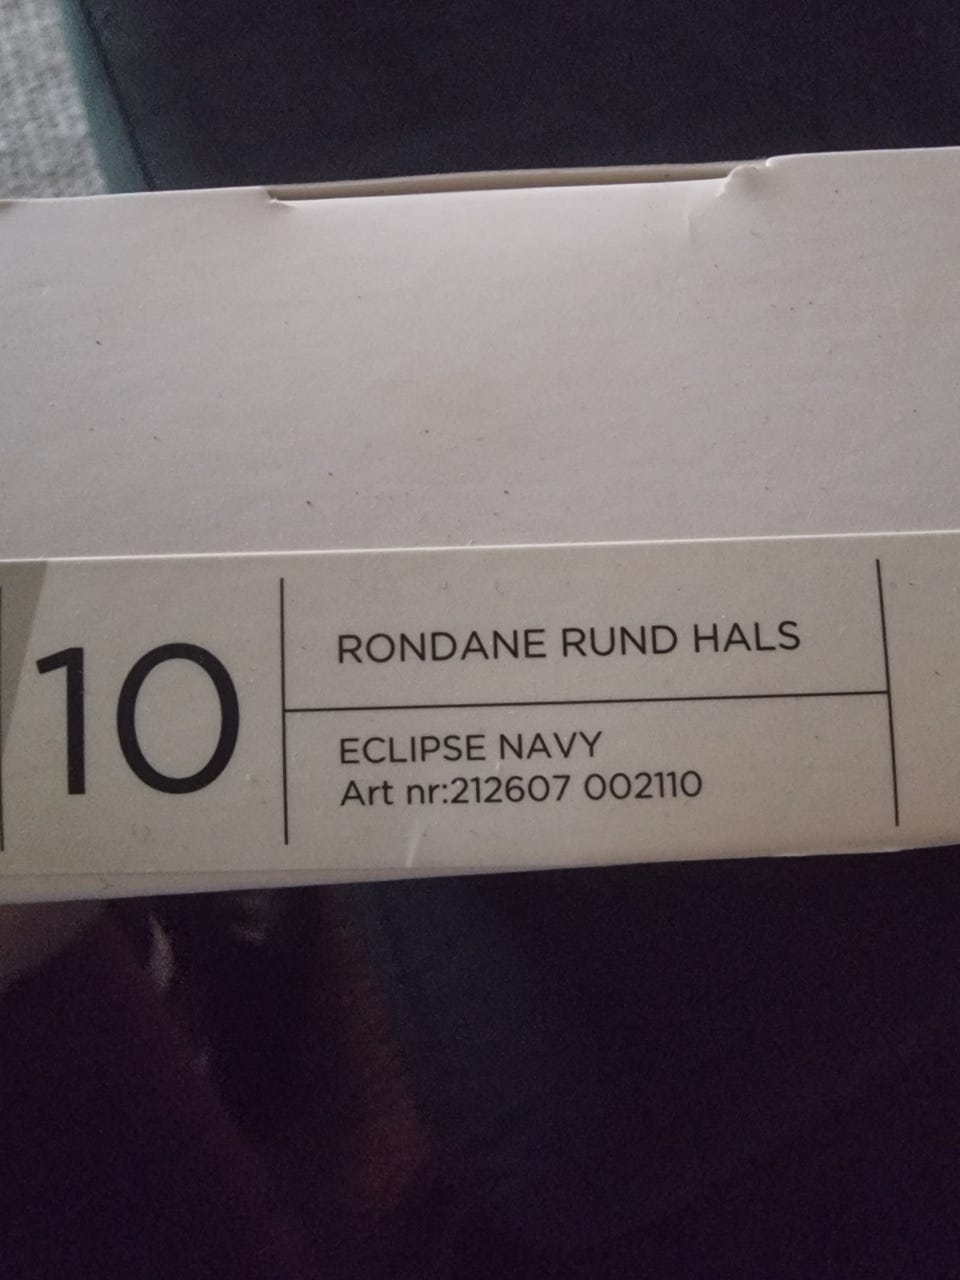 10
RONDANE RUND HALS
ECLIPSE NAVY
Art nr:212607 002110